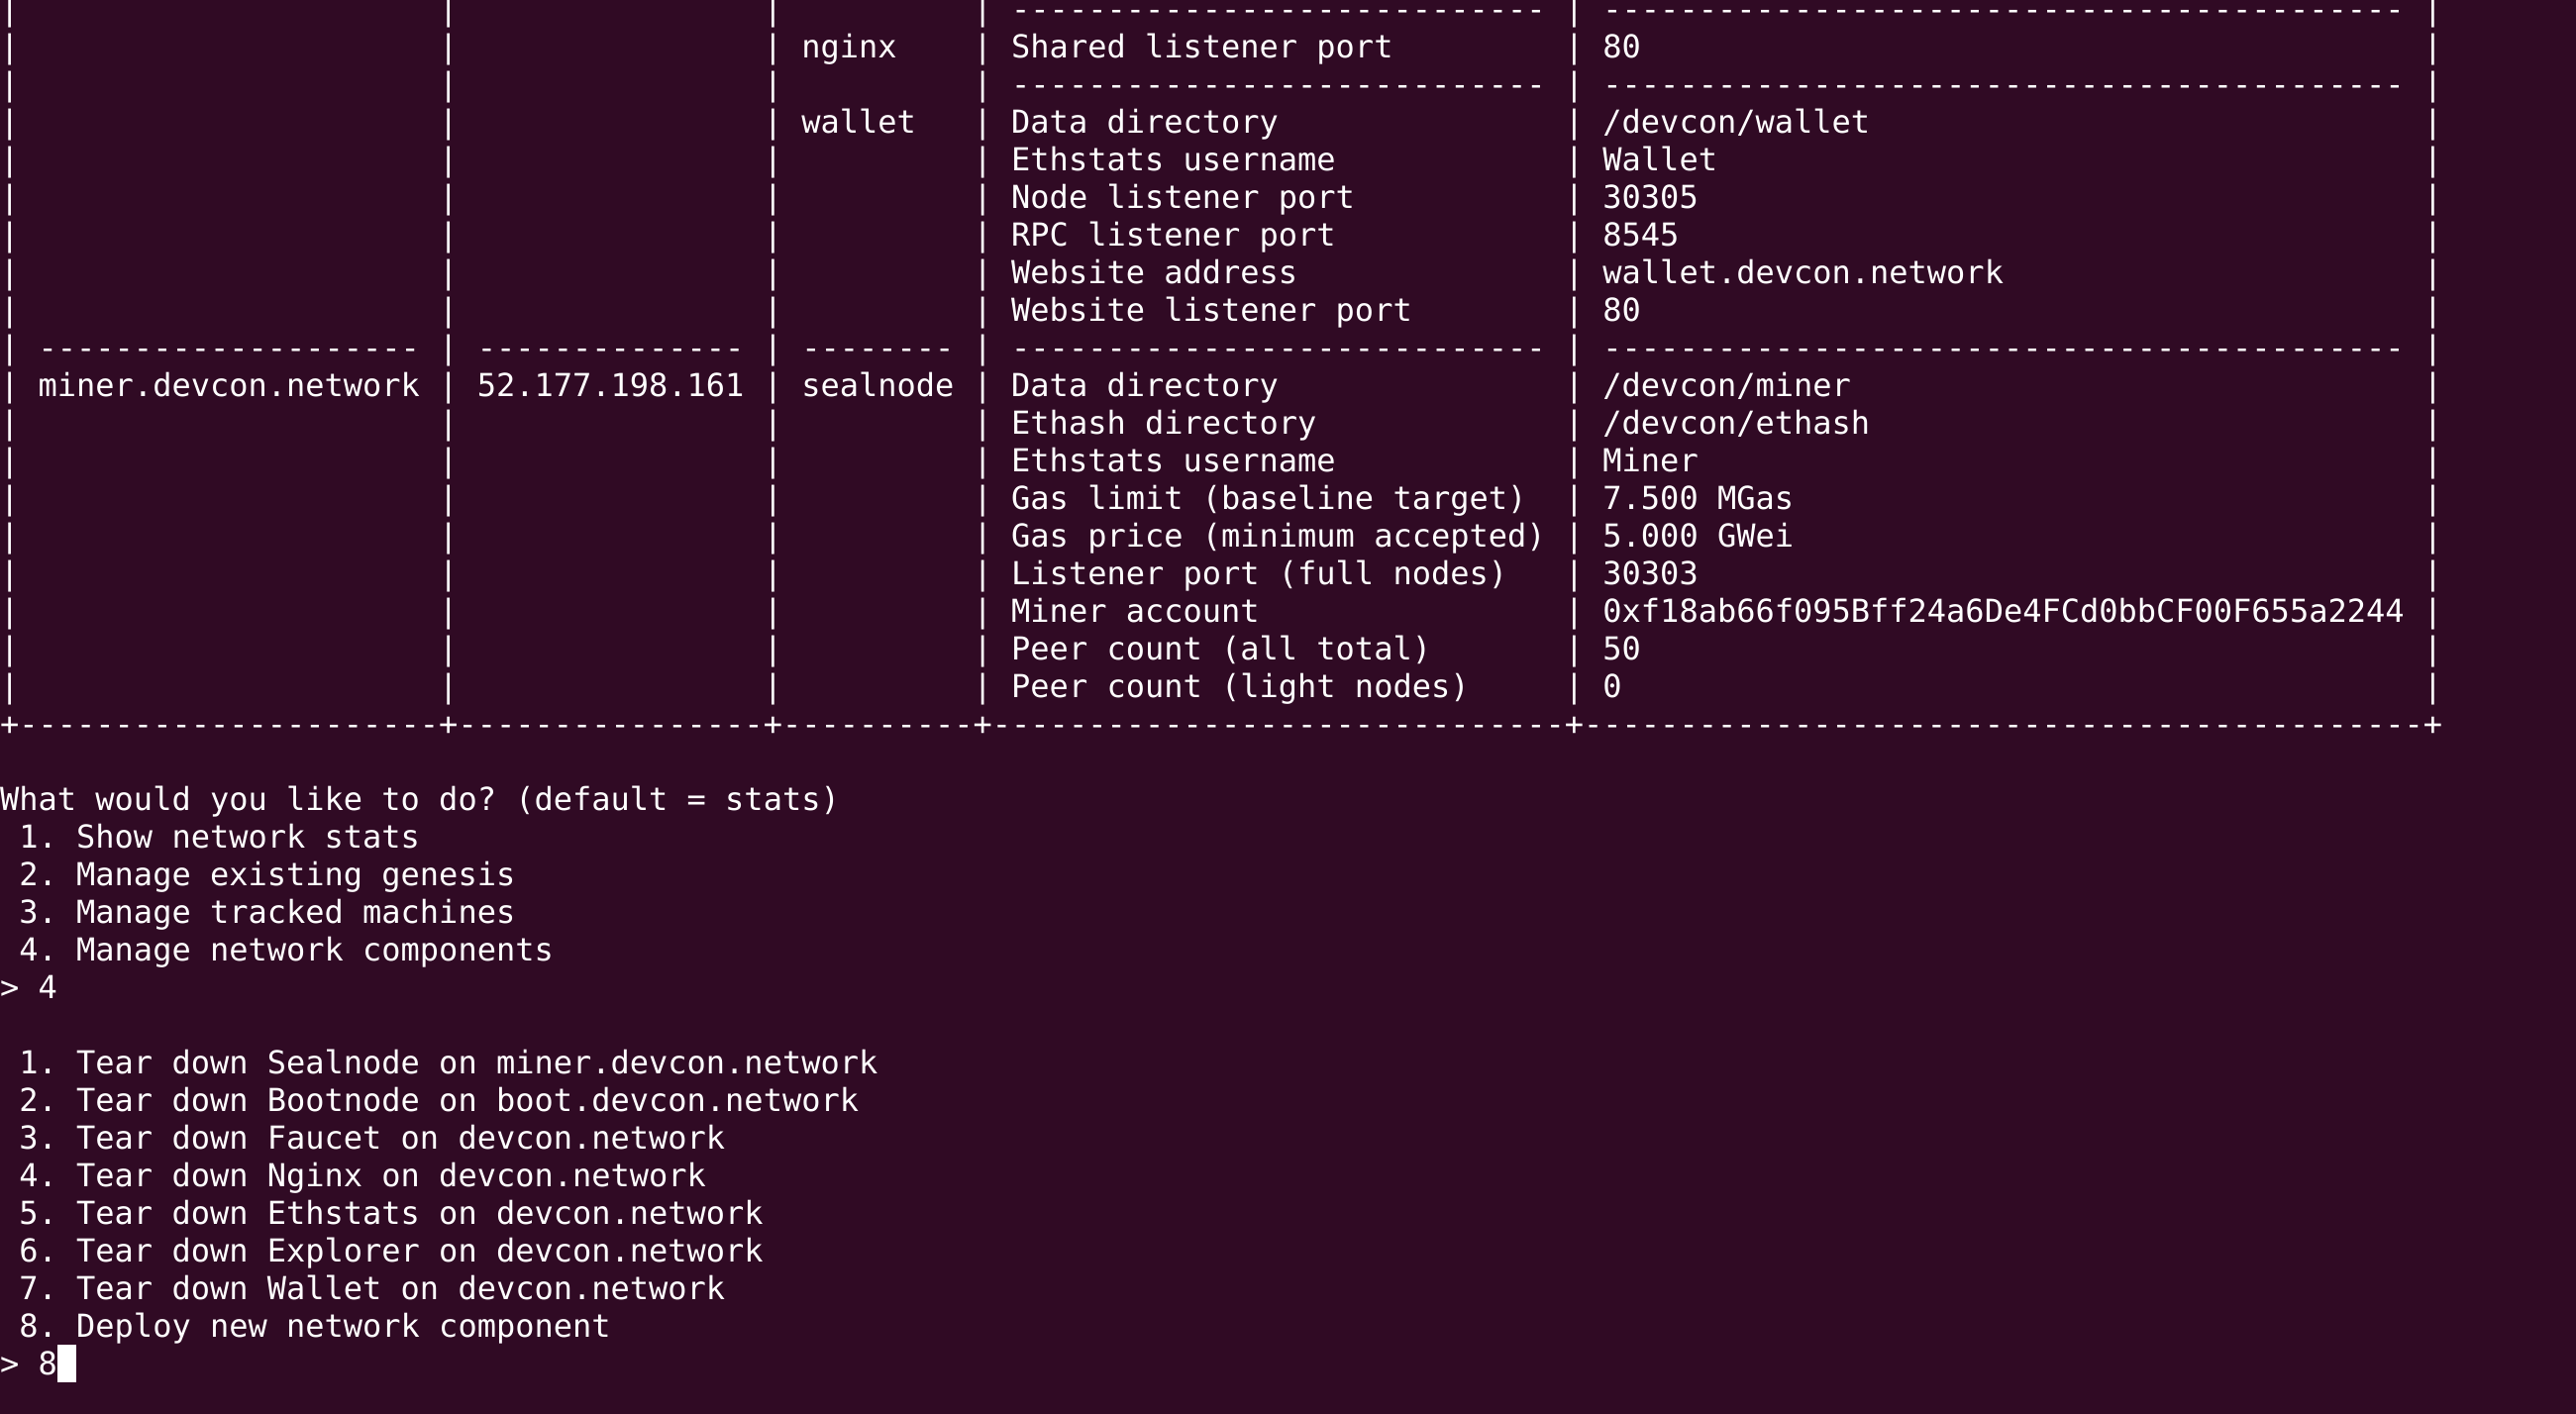 |                      |                |          | ---------------------------- | ------------------------------------------ |
|                      |                | nginx    | Shared listener port         | 80                                         |
|                      |                |          | ---------------------------- | ------------------------------------------ |
|                      |                | wallet   | Data directory               | /devcon/wallet                             |
|                      |                |          | Ethstats username            | Wallet                                     |
|                      |                |          | Node listener port           | 30305                                      |
|                      |                |          | RPC listener port            | 8545                                       |
|                      |                |          | Website address              | wallet.devcon.network                      |
|                      |                |          | Website listener port        | 80                                         |
| -------------------- | -------------- | -------- | ---------------------------- | ------------------------------------------ |
| miner.devcon.network | 52.177.198.161 | sealnode | Data directory               | /devcon/miner                              |
|                      |                |          | Ethash directory             | /devcon/ethash                             |
|                      |                |          | Ethstats username            | Miner                                      |
|                      |                |          | Gas limit (baseline target)  | 7.500 MGas                                 |
|                      |                |          | Gas price (minimum accepted) | 5.000 GWei                                 |
|                      |                |          | Listener port (full nodes)   | 30303                                      |
|                      |                |          | Miner account                | 0xf18ab66f095Bff24a6De4FCd0bbCF00F655a2244 |
|                      |                |          | Peer count (all total)       | 50                                         |
|                      |                |          | Peer count (light nodes)     | 0                                          |
+----------------------+----------------+----------+------------------------------+--------------------------------------------+
What would you like to do? (default = stats)
 1. Show network stats
 2. Manage existing genesis
 3. Manage tracked machines
 4. Manage network components
> 4
 1. Tear down Sealnode on miner.devcon.network
 2. Tear down Bootnode on boot.devcon.network
 3. Tear down Faucet on devcon.network
 4. Tear down Nginx on devcon.network
 5. Tear down Ethstats on devcon.network
 6. Tear down Explorer on devcon.network
 7. Tear down Wallet on devcon.network
 8. Deploy new network component
> 8